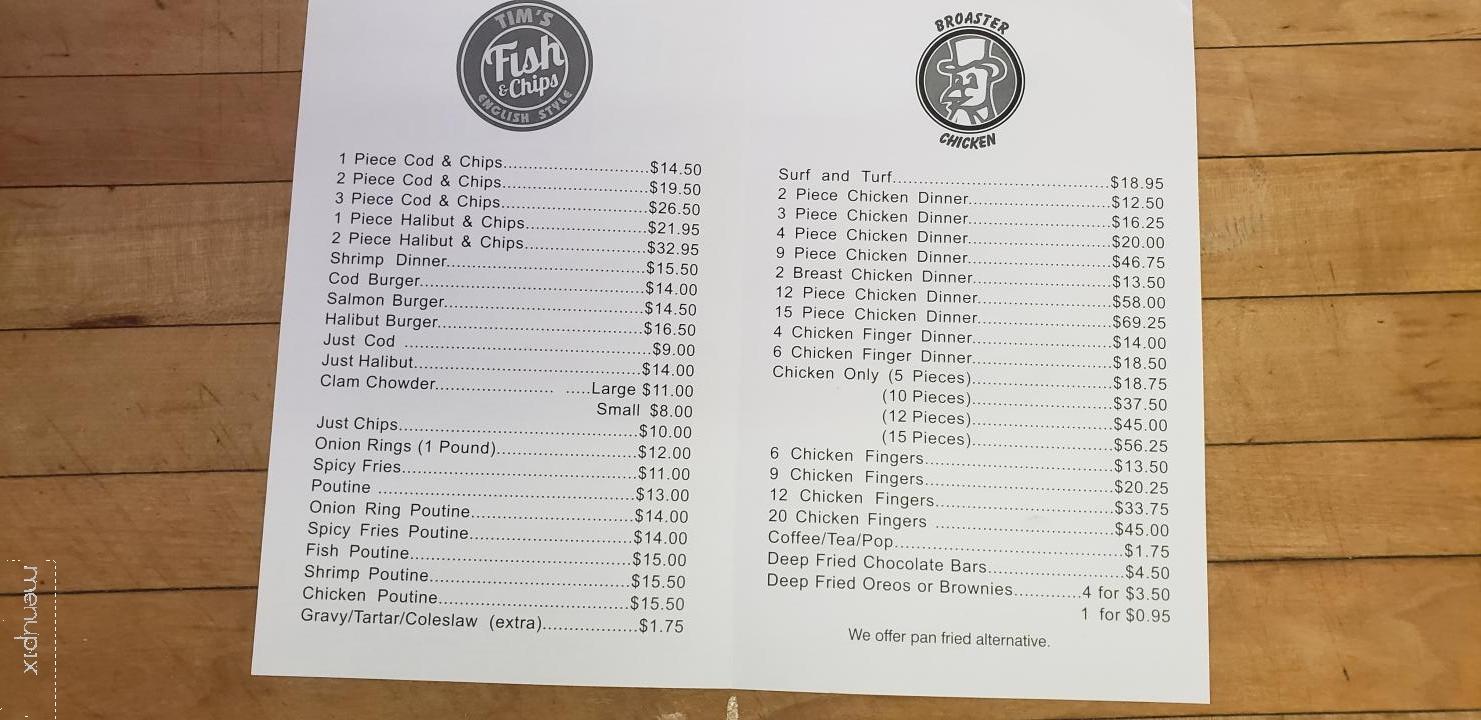 TIM'S
Fish
& Chips
ENGLISH STYLE
1 Piece Cod & Chips.......................$14.50
2 Piece Cod & Chips.......................$19.50
3 Piece Cod & Chips.......................$26.50
1 Piece Halibut & Chips...................$21.95
2 Piece Halibut & Chips...................$32.95
Shrimp Dinner...............................$15.50
Cod Burger...................................$14.00
Salmon Burger...............................$14.50
Halibut Burger...............................$16.50
Just Cod .....................................$9.00
Just Halibut...................................$14.00
Clam Chowder...................... .....Large $11.00
Small $8.00
Just Chips.....................................$10.00
Onion Rings (1 Pound).....................$12.00
Spicy Fries....................................$11.00
Poutine ........................................$13.00
Onion Ring Poutine.........................$14.00
Spicy Fries Poutine.........................$14.00
Fish Poutine...................................$15.00
Shrimp Poutine...............................$15.50
Chicken Poutine..............................$15.50
Gravy/Tartar/Coleslaw (extra)..................$1.75
BROASTER
CHICKEN
Surf and Turf..................................$18.95
2 Piece Chicken Dinner.....................$12.50
3 Piece Chicken Dinner.....................$16.25
4 Piece Chicken Dinner.....................$20.00
9 Piece Chicken Dinner.....................$46.75
2 Breast Chicken Dinner....................$13.50
12 Piece Chicken Dinner....................$58.00
15 Piece Chicken Dinner....................$69.25
4 Chicken Finger Dinner....................$14.00
6 Chicken Finger Dinner....................$18.50
Chicken Only (5 Pieces).....................$18.75
(10 Pieces).....................$37.50
(12 Pieces).....................$45.00
(15 Pieces).....................$56.25
6 Chicken Fingers............................$13.50
9 Chicken Fingers............................$20.25
12 Chicken Fingers..........................$33.75
20 Chicken Fingers ..........................$45.00
Coffee/Tea/Pop..................................$1.75
Deep Fried Chocolate Bars.....................$4.50
Deep Fried Oreos or Brownies............4 for $3.50
1 for $0.95
We offer pan fried alternative.
menupix